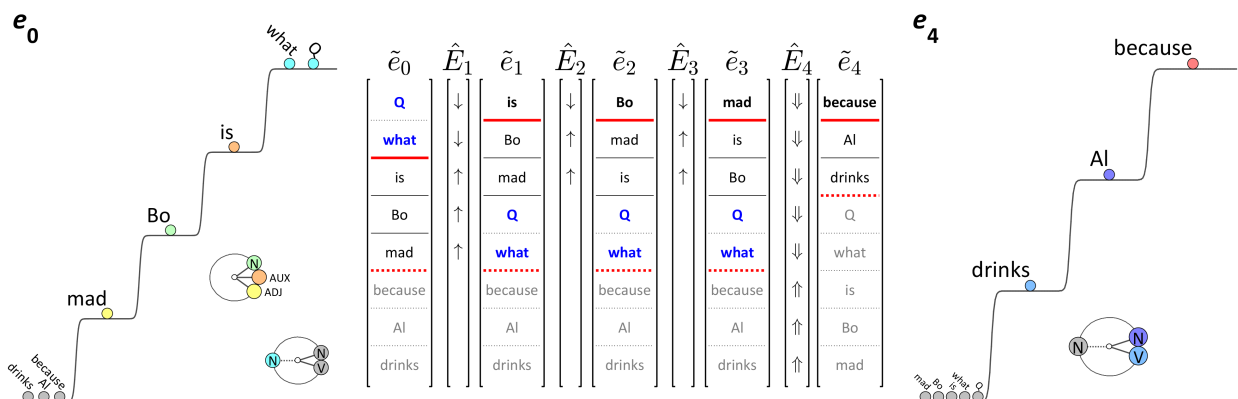 e0
what Q
is
Bo
mad
because
Al
drinks
N
AUX
ADJ
N
N
V
ẽ0 Ê1 ẽ1 Ê2 ẽ2 Ê3 ẽ3 Ê4 ẽ4
Q ↓ is ↓ Bo ↓ mad ⇓ because
what ↓ Bo ↑ mad ↑ is ⇓ Al
is ↑ mad ↑ is ↑ Bo ⇓ drinks
Bo ↑ Q Q Q ⇓ Q
mad ↑ what what what ⇓ what
because because because because ⇑ is
Al Al Al Al ⇑ Bo
drinks drinks drinks drinks ⇑ mad
e4
because
Al
drinks
mad Bo is what Q
N
N
V